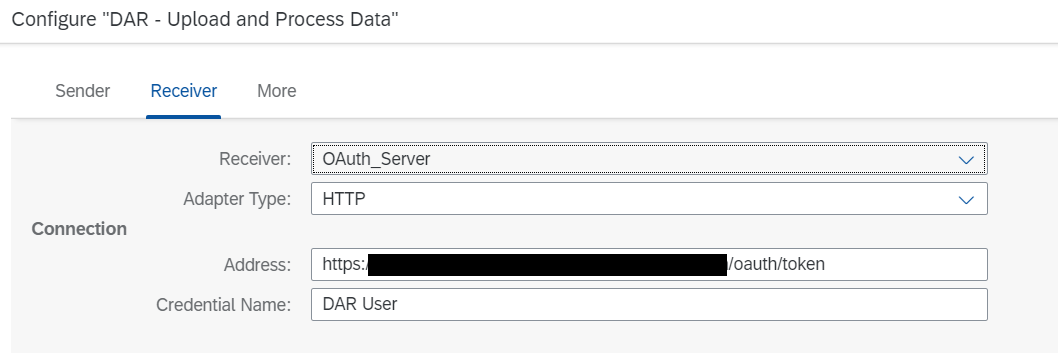 Configure "DAR - Upload and Process Data"
Sender Receiver More
Receiver: OAuth_Server
Adapter Type: HTTP
Connection
Address: https:/ /oauth/token
Credential Name: DAR User